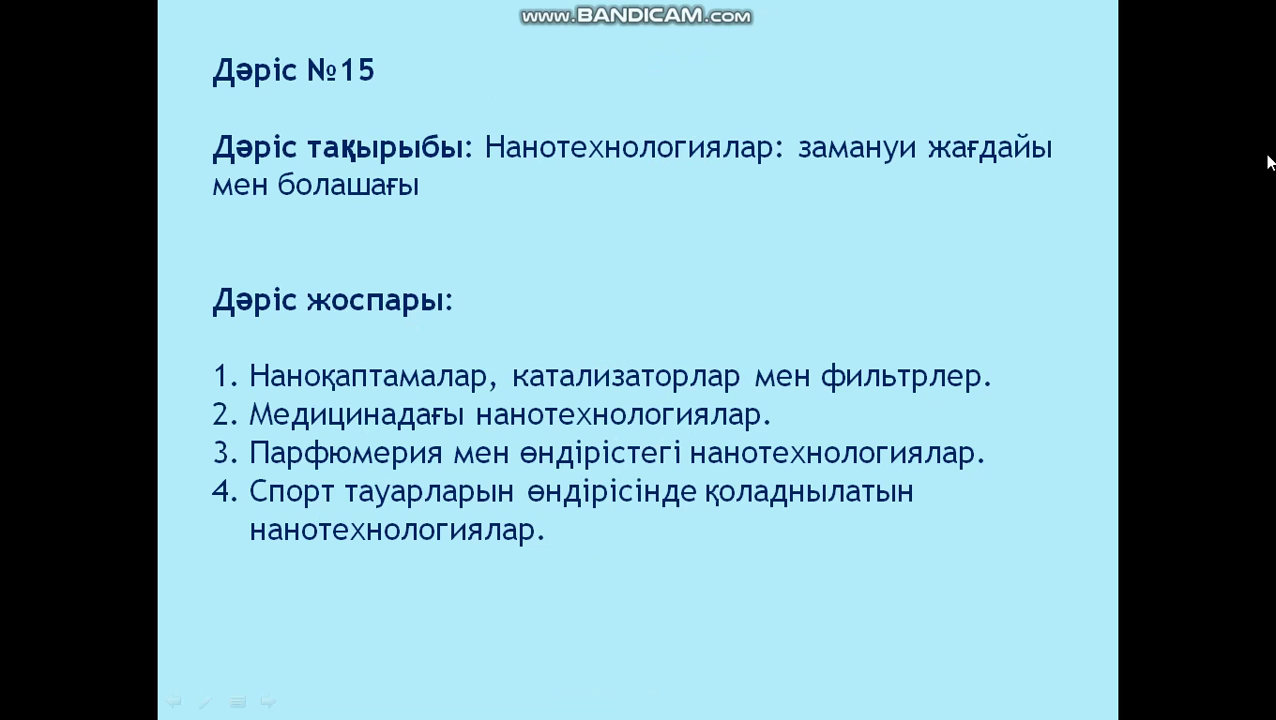 www.BANDICAM.com
Дәріс №15
Дәріс тақырыбы: Нанотехнологиялар: замануи жағдайы
мен болашағы
Дәріс жоспары:
1. Наноқаптамалар, катализаторлар мен фильтрлер.
2. Медицинадағы нанотехнологиялар.
3. Парфюмерия мен өндірістегі нанотехнологиялар.
4. Спорт тауарларын өндірісінде қоладнылатын
нанотехнологиялар.